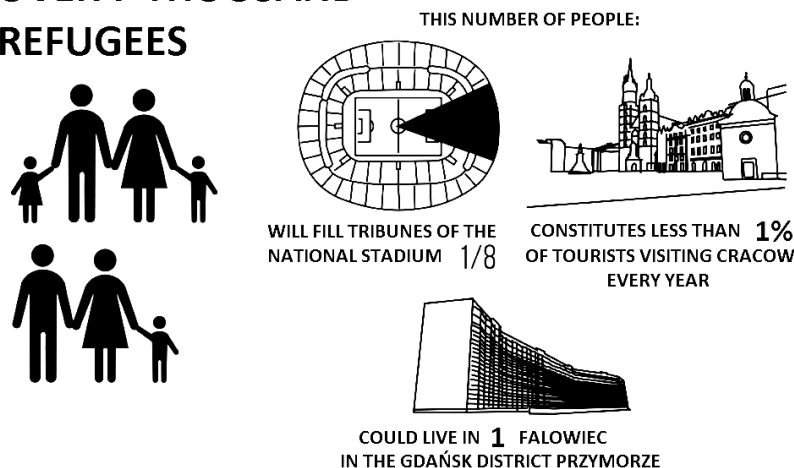 REFUGEES
THIS NUMBER OF PEOPLE:
WILL FILL TRIBUNES OF THE
NATIONAL STADIUM 1/8
CONSTITUTES LESS THAN 1%
OF TOURISTS VISITING CRACOW
EVERY YEAR
COULD LIVE IN 1 FALOWIEC
IN THE GDAŃSK DISTRICT PRZYMORZE